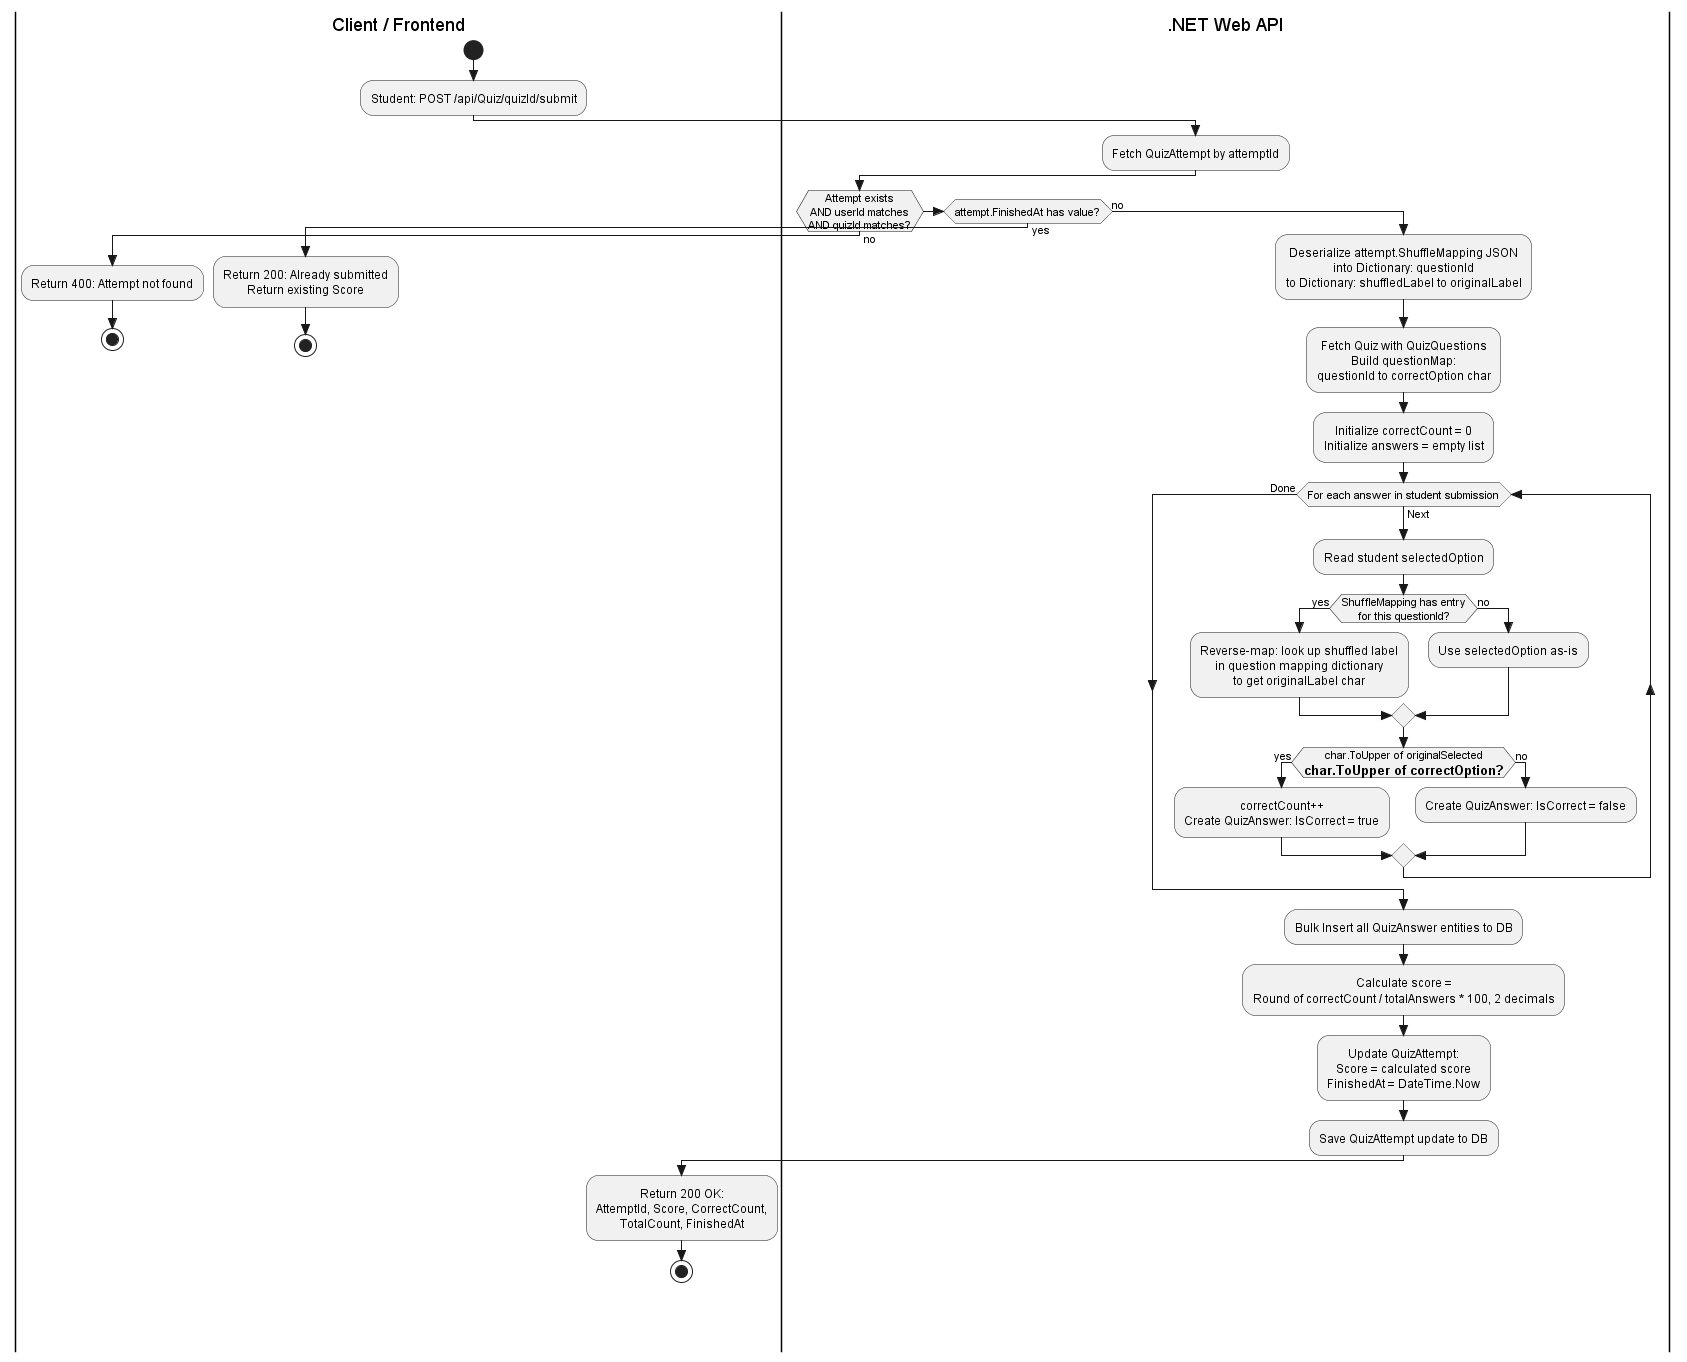 Client / Frontend
.NET Web API
Student: POST /api/Quiz/quizId/submit
Fetch QuizAttempt by attemptId
Attempt exists
AND userId matches
AND quizId matches?
no
attempt.FinishedAt has value?
yes
no
Return 400: Attempt not found
Return 200: Already submitted
Return existing Score
Deserialize attempt.ShuffleMapping JSON
into Dictionary: questionId
to Dictionary: shuffledLabel to originalLabel
Fetch Quiz with QuizQuestions
Build questionMap:
questionId to correctOption char
Initialize correctCount = 0
Initialize answers = empty list
Done
For each answer in student submission
Next
Read student selectedOption
yes
ShuffleMapping has entry
for this questionId?
no
Reverse-map: look up shuffled label
in question mapping dictionary
to get originalLabel char
Use selectedOption as-is
yes
char.ToUpper of originalSelected
char.ToUpper of correctOption?
no
correctCount++
Create QuizAnswer: IsCorrect = true
Create QuizAnswer: IsCorrect = false
Bulk Insert all QuizAnswer entities to DB
Calculate score =
Round of correctCount / totalAnswers * 100, 2 decimals
Update QuizAttempt:
Score = calculated score
FinishedAt = DateTime.Now
Save QuizAttempt update to DB
Return 200 OK:
AttemptId, Score, CorrectCount,
TotalCount, FinishedAt